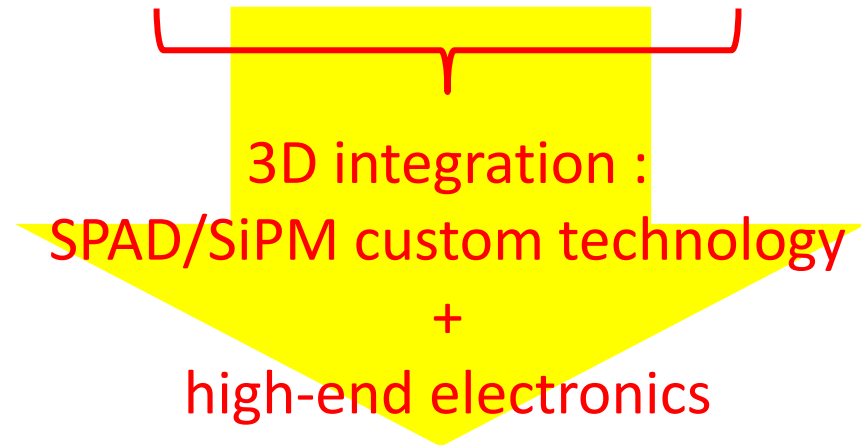 3D integration :
SPAD/SiPM custom technology
+
high-end electronics